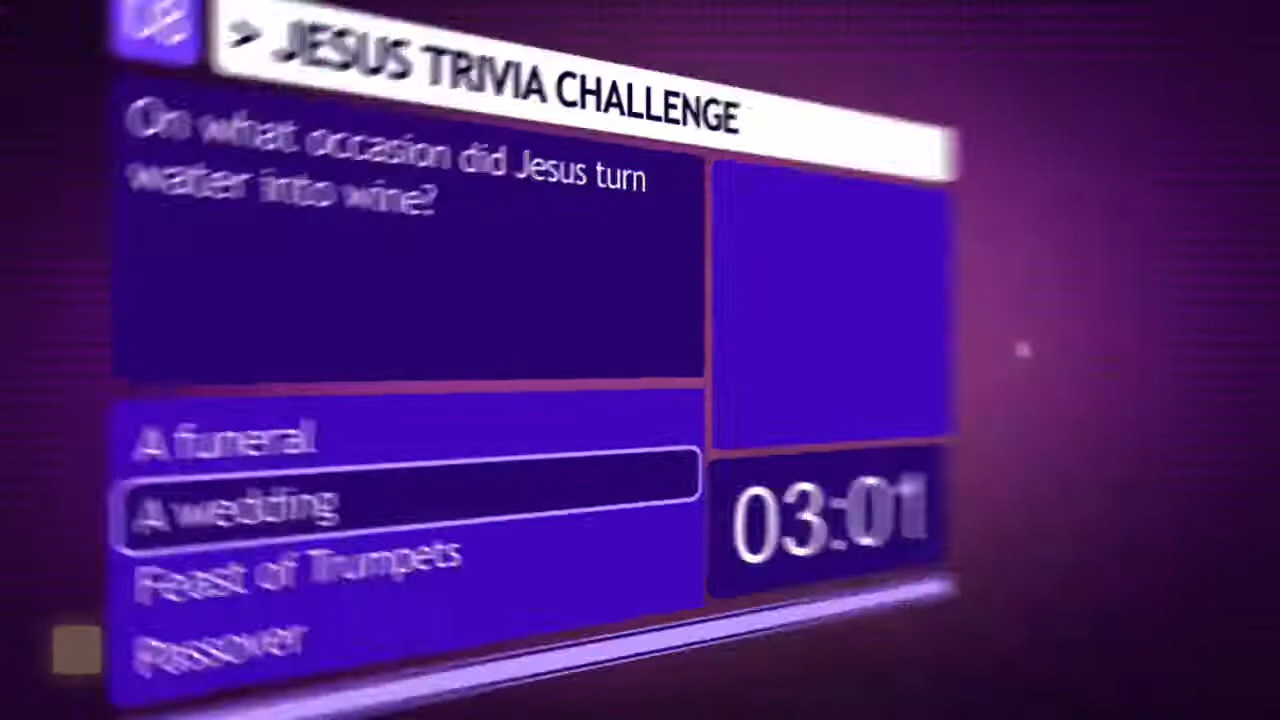 > JESUS TRIVIA CHALLENGE
On what occasion did Jesus turn
water into wine?
A funeral
A wedding
Feast of Trumpets
Passover
03:01